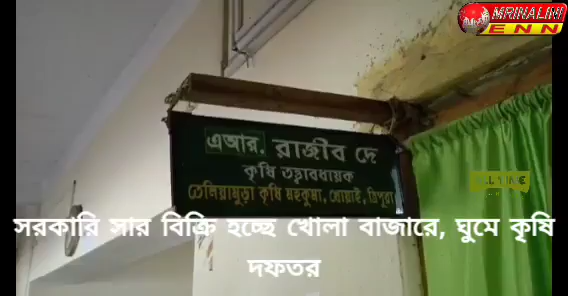 MRINALINI
ENN
এআর. রাজীব দে
কৃষি তত্ত্বাবধায়ক
তেলিয়ামুড়া কৃষি মহকুমা, খোয়াই, ত্রিপুরা
সরকারি সার বিক্রি হচ্ছে খোলা বাজারে, ঘুমে কৃষি
দফতর